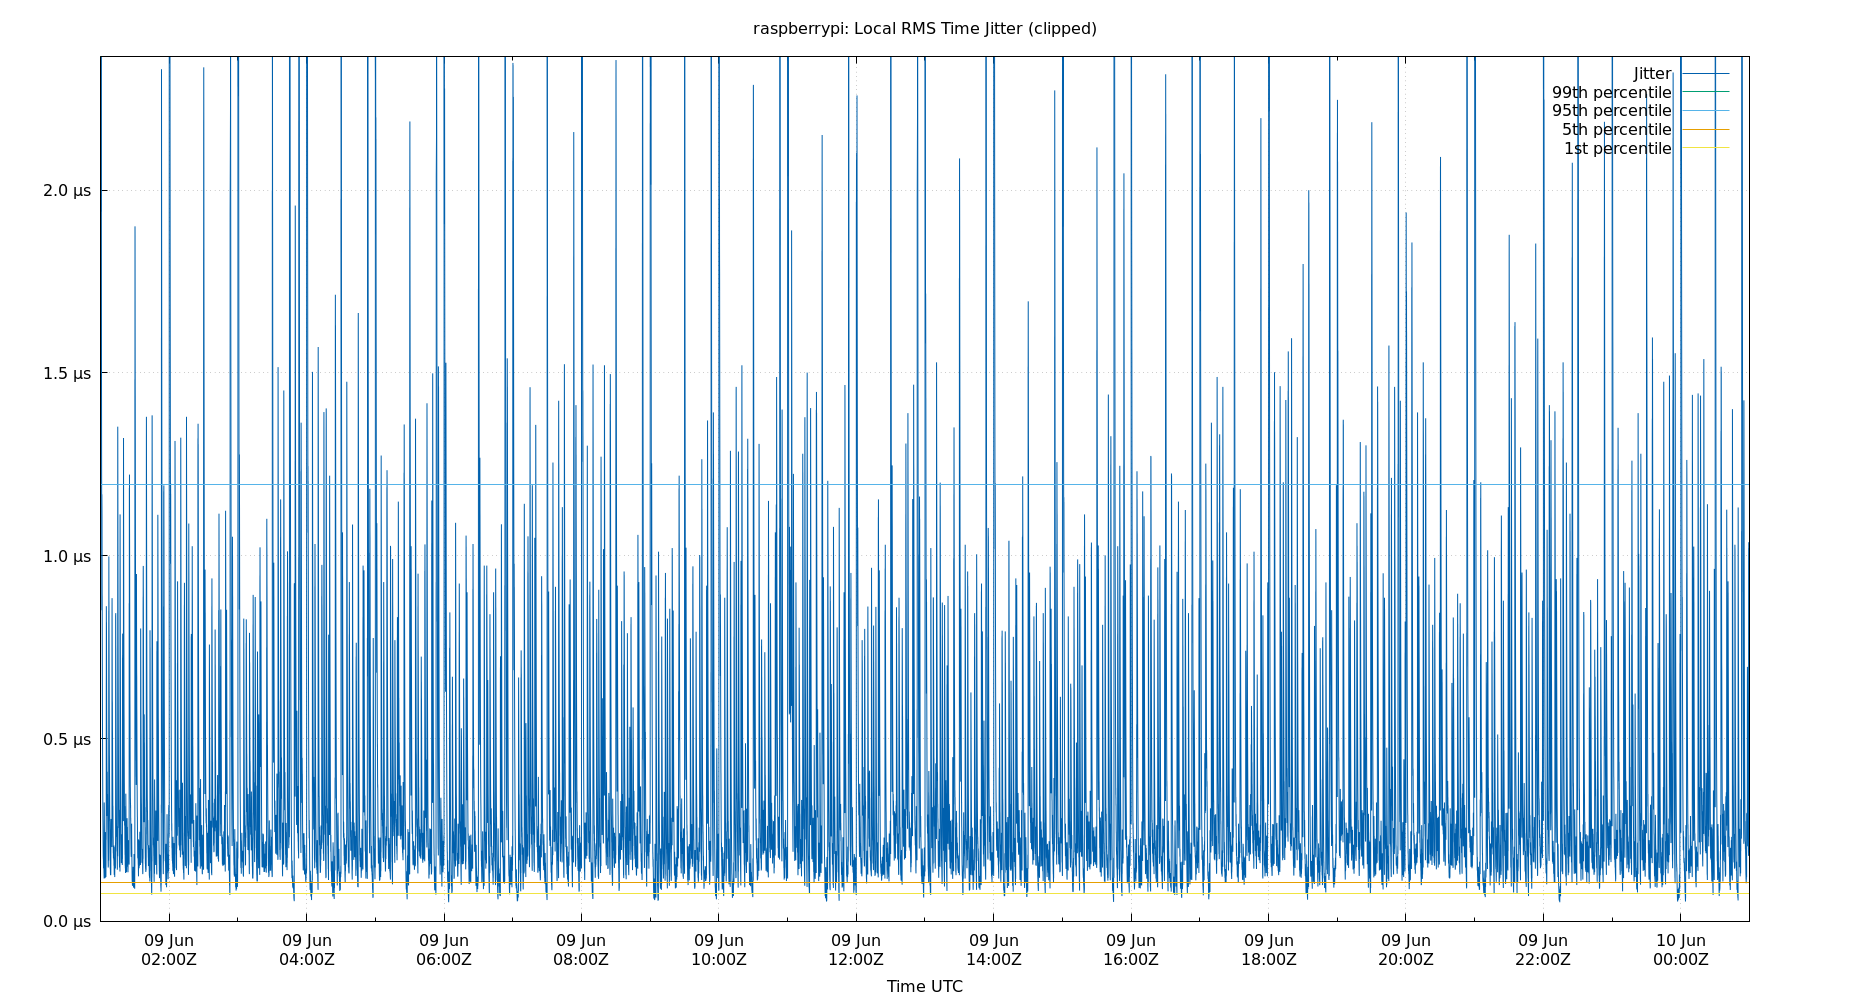 raspberrypi: Local RMS Time Jitter (clipped)
Jitter
99th percentile
95th percentile
5th percentile
1st percentile
2.0 µs
1.5 µs
1.0 µs
0.5 µs
0.0 µs
09 Jun 09 Jun 09 Jun 09 Jun 09 Jun 09 Jun 09 Jun 09 Jun 09 Jun 09 Jun 09 Jun 10 Jun
02:00Z 04:00Z 06:00Z 08:00Z 10:00Z 12:00Z 14:00Z 16:00Z 18:00Z 20:00Z 22:00Z 00:00Z
Time UTC